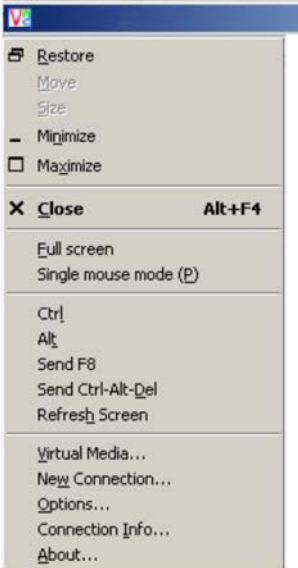 Restore
Move
Size
Minimize
Maximize
Close Alt+F4
Full screen
Single mouse mode (P)
Ctrl
Alt
Send F8
Send Ctrl-Alt-Del
Refresh Screen
Virtual Media...
New Connection...
Options...
Connection Info...
About...